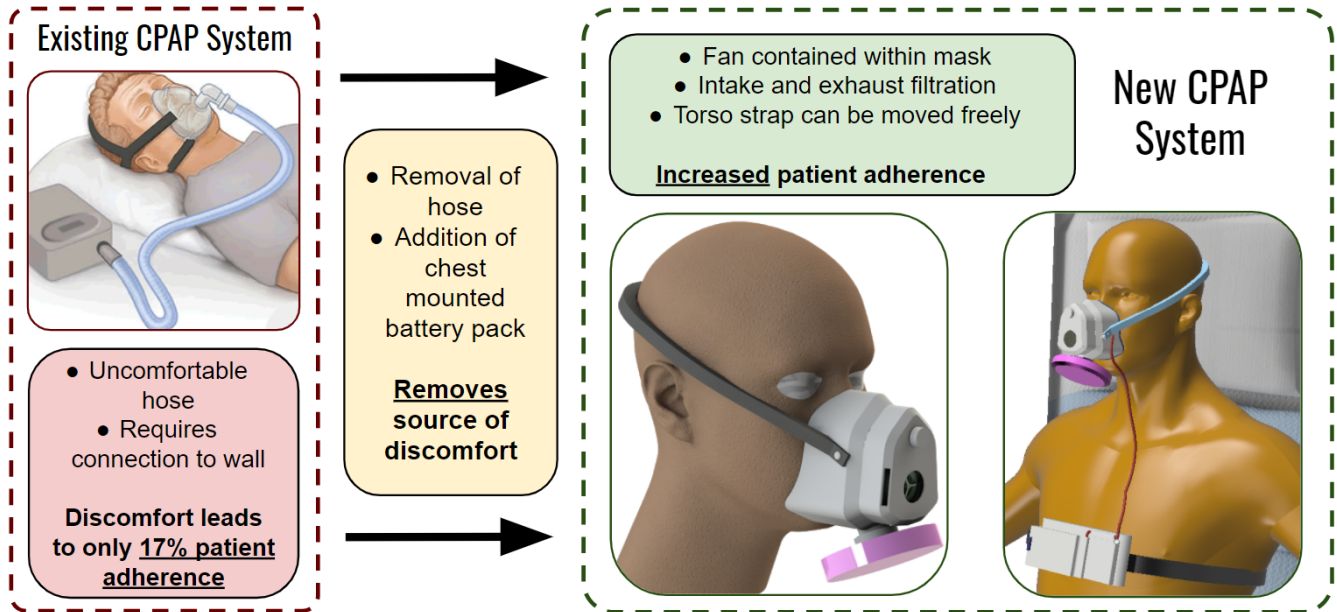 Existing CPAP System
● Uncomfortable
hose
● Requires
connection to wall
Discomfort leads
to only 17% patient
adherence
● Removal of
hose
● Addition of
chest
mounted
battery pack
Removes
source of
discomfort
● Fan contained within mask
● Intake and exhaust filtration
● Torso strap can be moved freely
Increased patient adherence
New CPAP
System